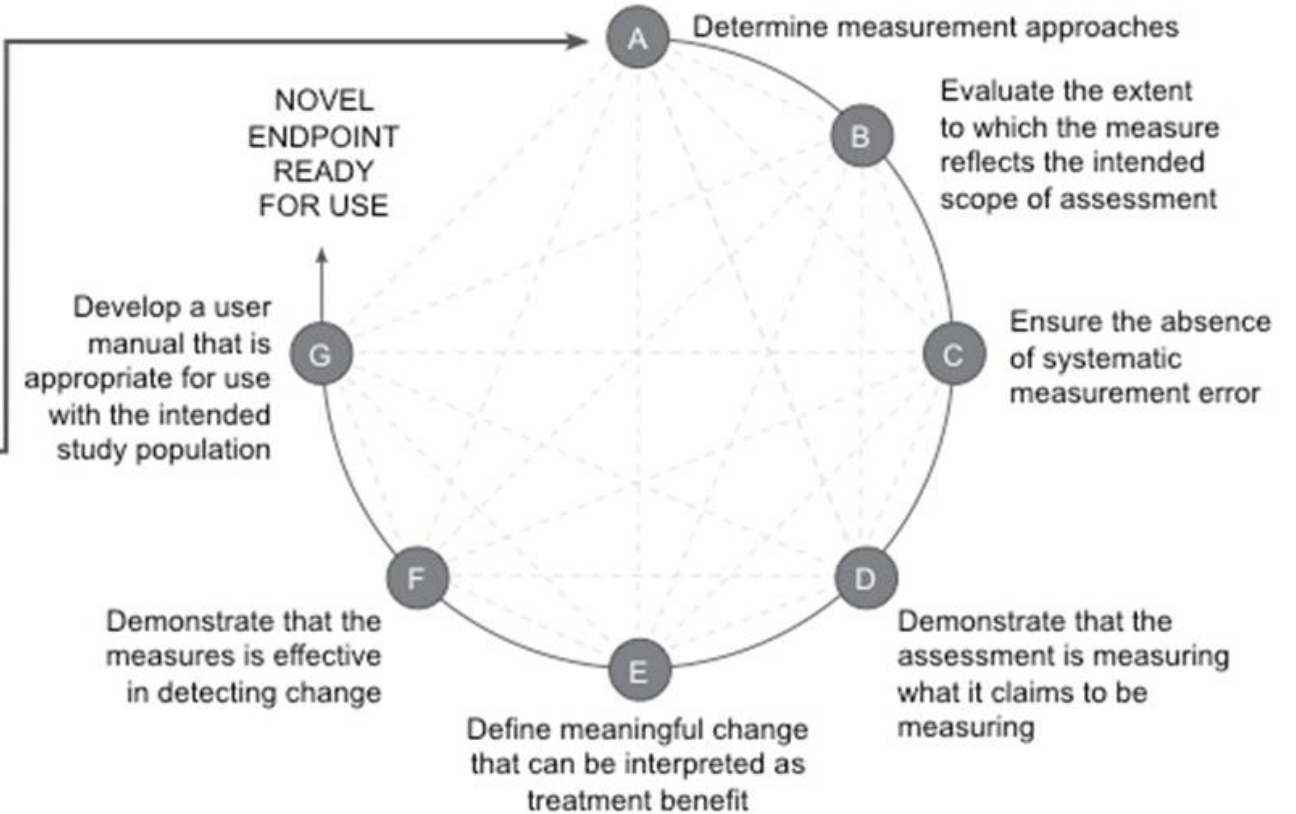 A
Determine measurement approaches
B
Evaluate the extent
to which the measure
reflects the intended
scope of assessment
C
Ensure the absence
of systematic
measurement error
D
Demonstrate that the
assessment is measuring
what it claims to be
measuring
E
Define meaningful change
that can be interpreted as
treatment benefit
F
Demonstrate that the
measures is effective
in detecting change
G
Develop a user
manual that is
appropriate for use
with the intended
study population
NOVEL
ENDPOINT
READY
FOR USE